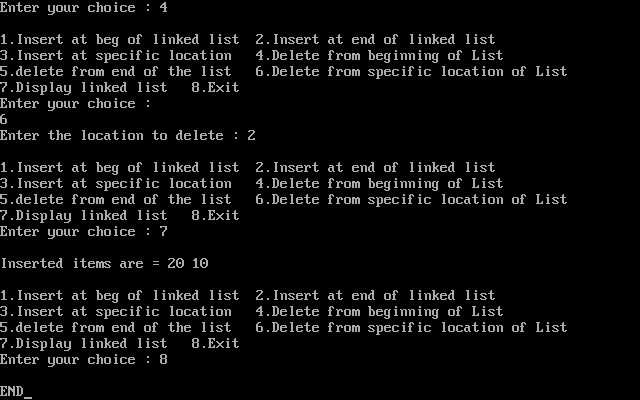 Enter your choice : 4
1.Insert at beg of linked list  2.Insert at end of linked list
3.Insert at specific location   4.Delete from beginning of List
5.delete from end of the list   6.Delete from specific location of List
7.Display linked list   8.Exit
Enter your choice :
6
Enter the location to delete : 2
1.Insert at beg of linked list  2.Insert at end of linked list
3.Insert at specific location   4.Delete from beginning of List
5.delete from end of the list   6.Delete from specific location of List
7.Display linked list   8.Exit
Enter your choice : 7
Inserted items are = 20 10
1.Insert at beg of linked list  2.Insert at end of linked list
3.Insert at specific location   4.Delete from beginning of List
5.delete from end of the list   6.Delete from specific location of List
7.Display linked list   8.Exit
Enter your choice : 8
END_